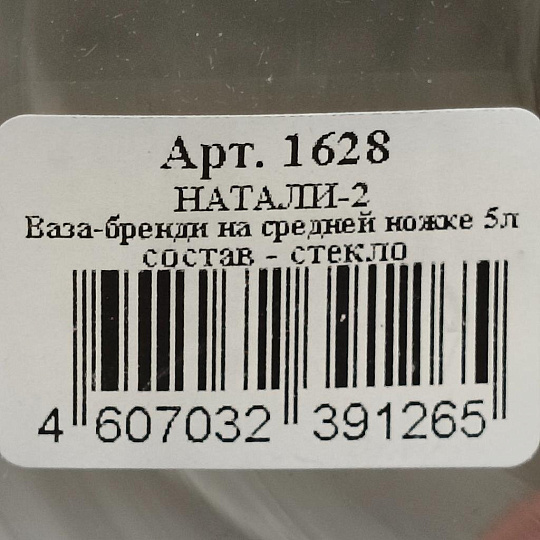 Арт. 1628
НАТАЛИ-2
Ваза-бренди на средней ножке 5л
состав - стекло
4 607032 391265